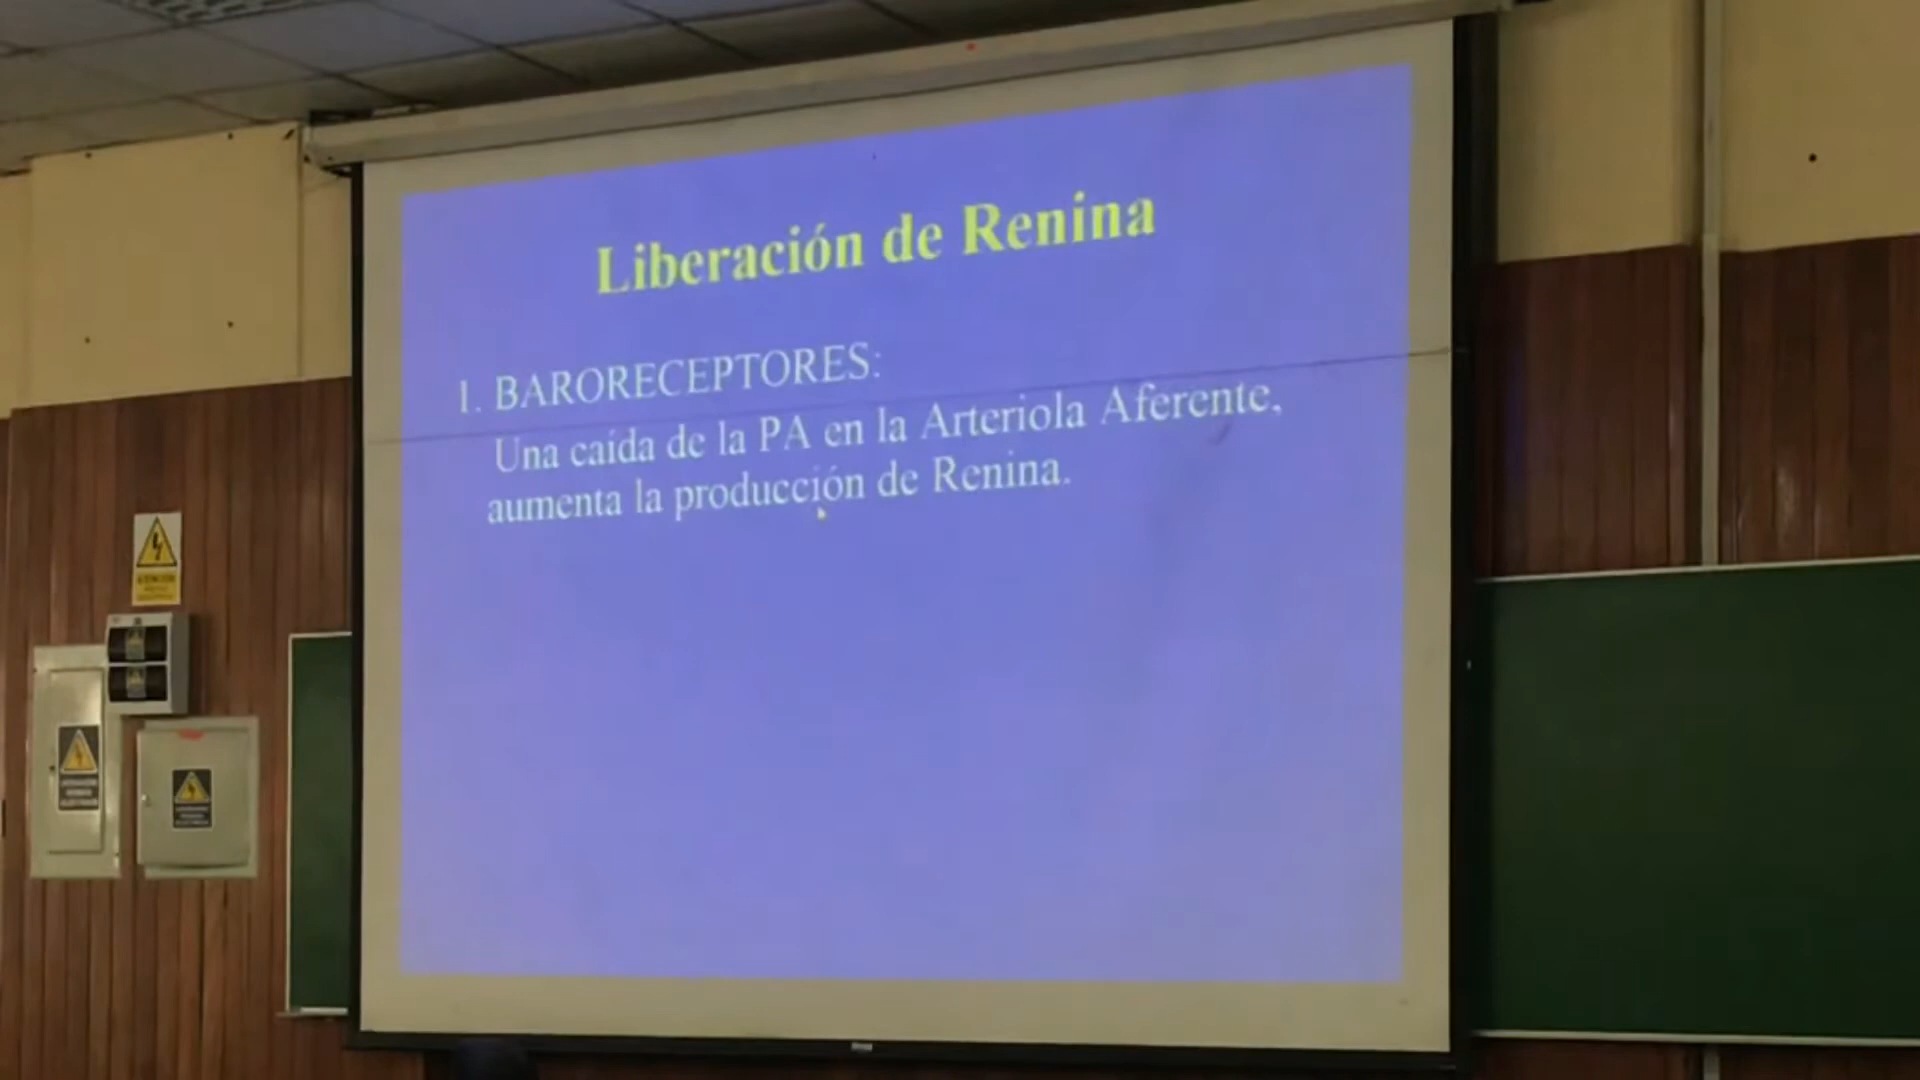 Liberación de Renina
1. BARORECEPTORES:
Una caída de la PA en la Arteriola Aferente,
aumenta la producción de Renina.